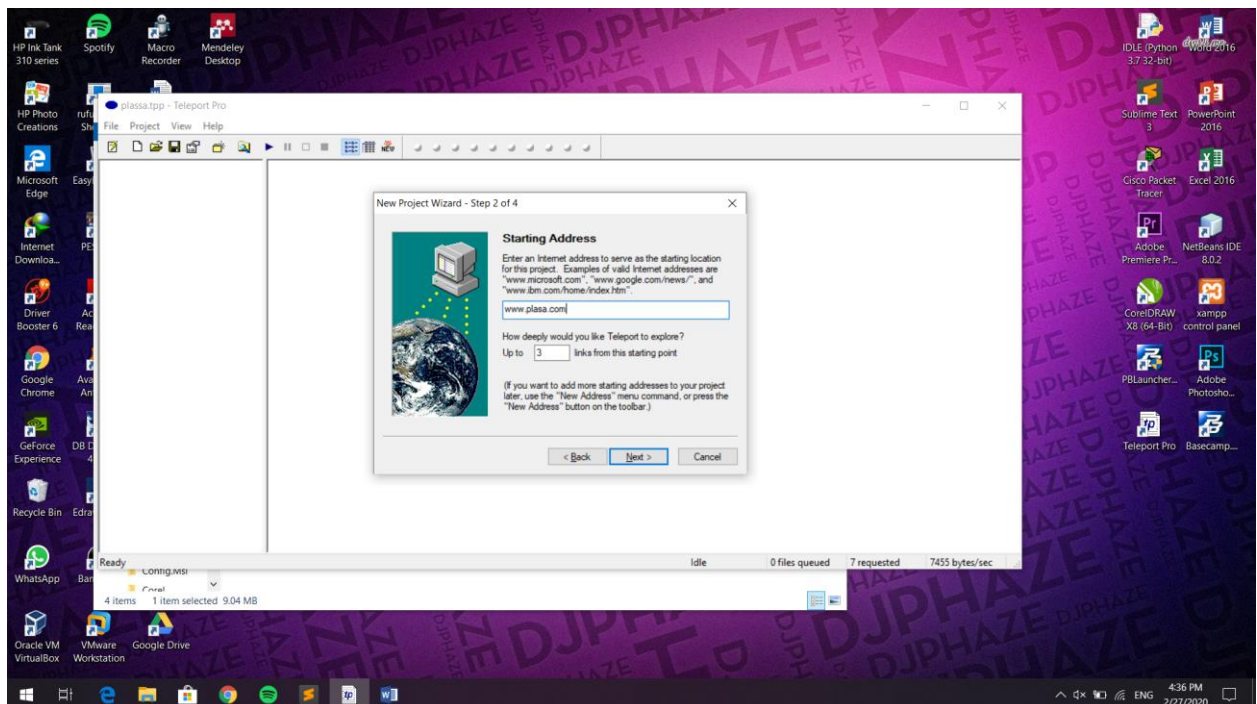 HP Ink Tank
310 series
Spotify
Macro
Recorder
Mendeley
Desktop
IDLE (Python
3.7 32-bit)
Word 2016
HP Photo
Creations
Sublime Text
3
PowerPoint
2016
plassa.tpp - Teleport Pro
File Project View Help
NEW
Microsoft
Edge
Cisco Packet
Tracer
Excel 2016
New Project Wizard - Step 2 of 4
Starting Address
Enter an Internet address to serve as the starting location
for this project. Examples of valid Internet addresses are
"www.microsoft.com", "www.google.com/news/", and
"www.ibm.com/home/index.htm".
www.plasa.com
How deeply would you like Teleport to explore?
Up to 3 links from this starting point
(If you want to add more starting addresses to your project
later, use the "New Address" menu command, or press the
"New Address" button on the toolbar.)
< Back Next > Cancel
Internet
Downloa...
Adobe
Premiere Pr...
NetBeans IDE
8.0.2
Driver
Booster 6
CorelDRAW
X8 (64-Bit)
xampp
control panel
Google
Chrome
PBLauncher...
Adobe
Photosho...
GeForce
Experience
Teleport Pro
Basecamp...
Recycle Bin
Ready Idle 0 files queued 7 requested 7455 bytes/sec
Config.Msi
Corel
4 items 1 item selected 9.04 MB
WhatsApp
Oracle VM
VirtualBox
VMware
Workstation
Google Drive
DJPHAZE
ENG
4:36 PM
2/27/2020